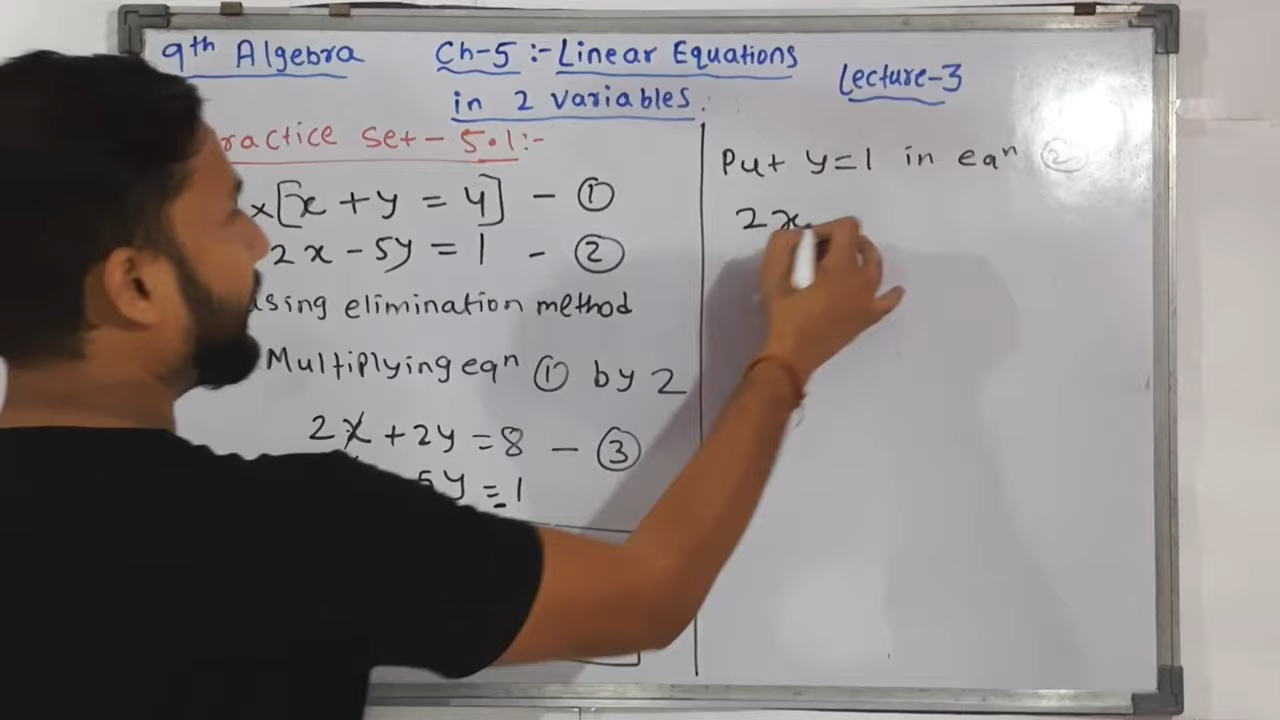 9th Algebra
Ch-5 :- Linear Equations
in 2 variables.
Lecture-3
ractice set - 5.1:-
×[x + y = 4] - ①
2x - 5y = 1 - ②
using elimination method
Multiplying eqn ① by 2
2x + 2y = 8 - ③
5y = 1
Put y=1 in eqn ②
2x